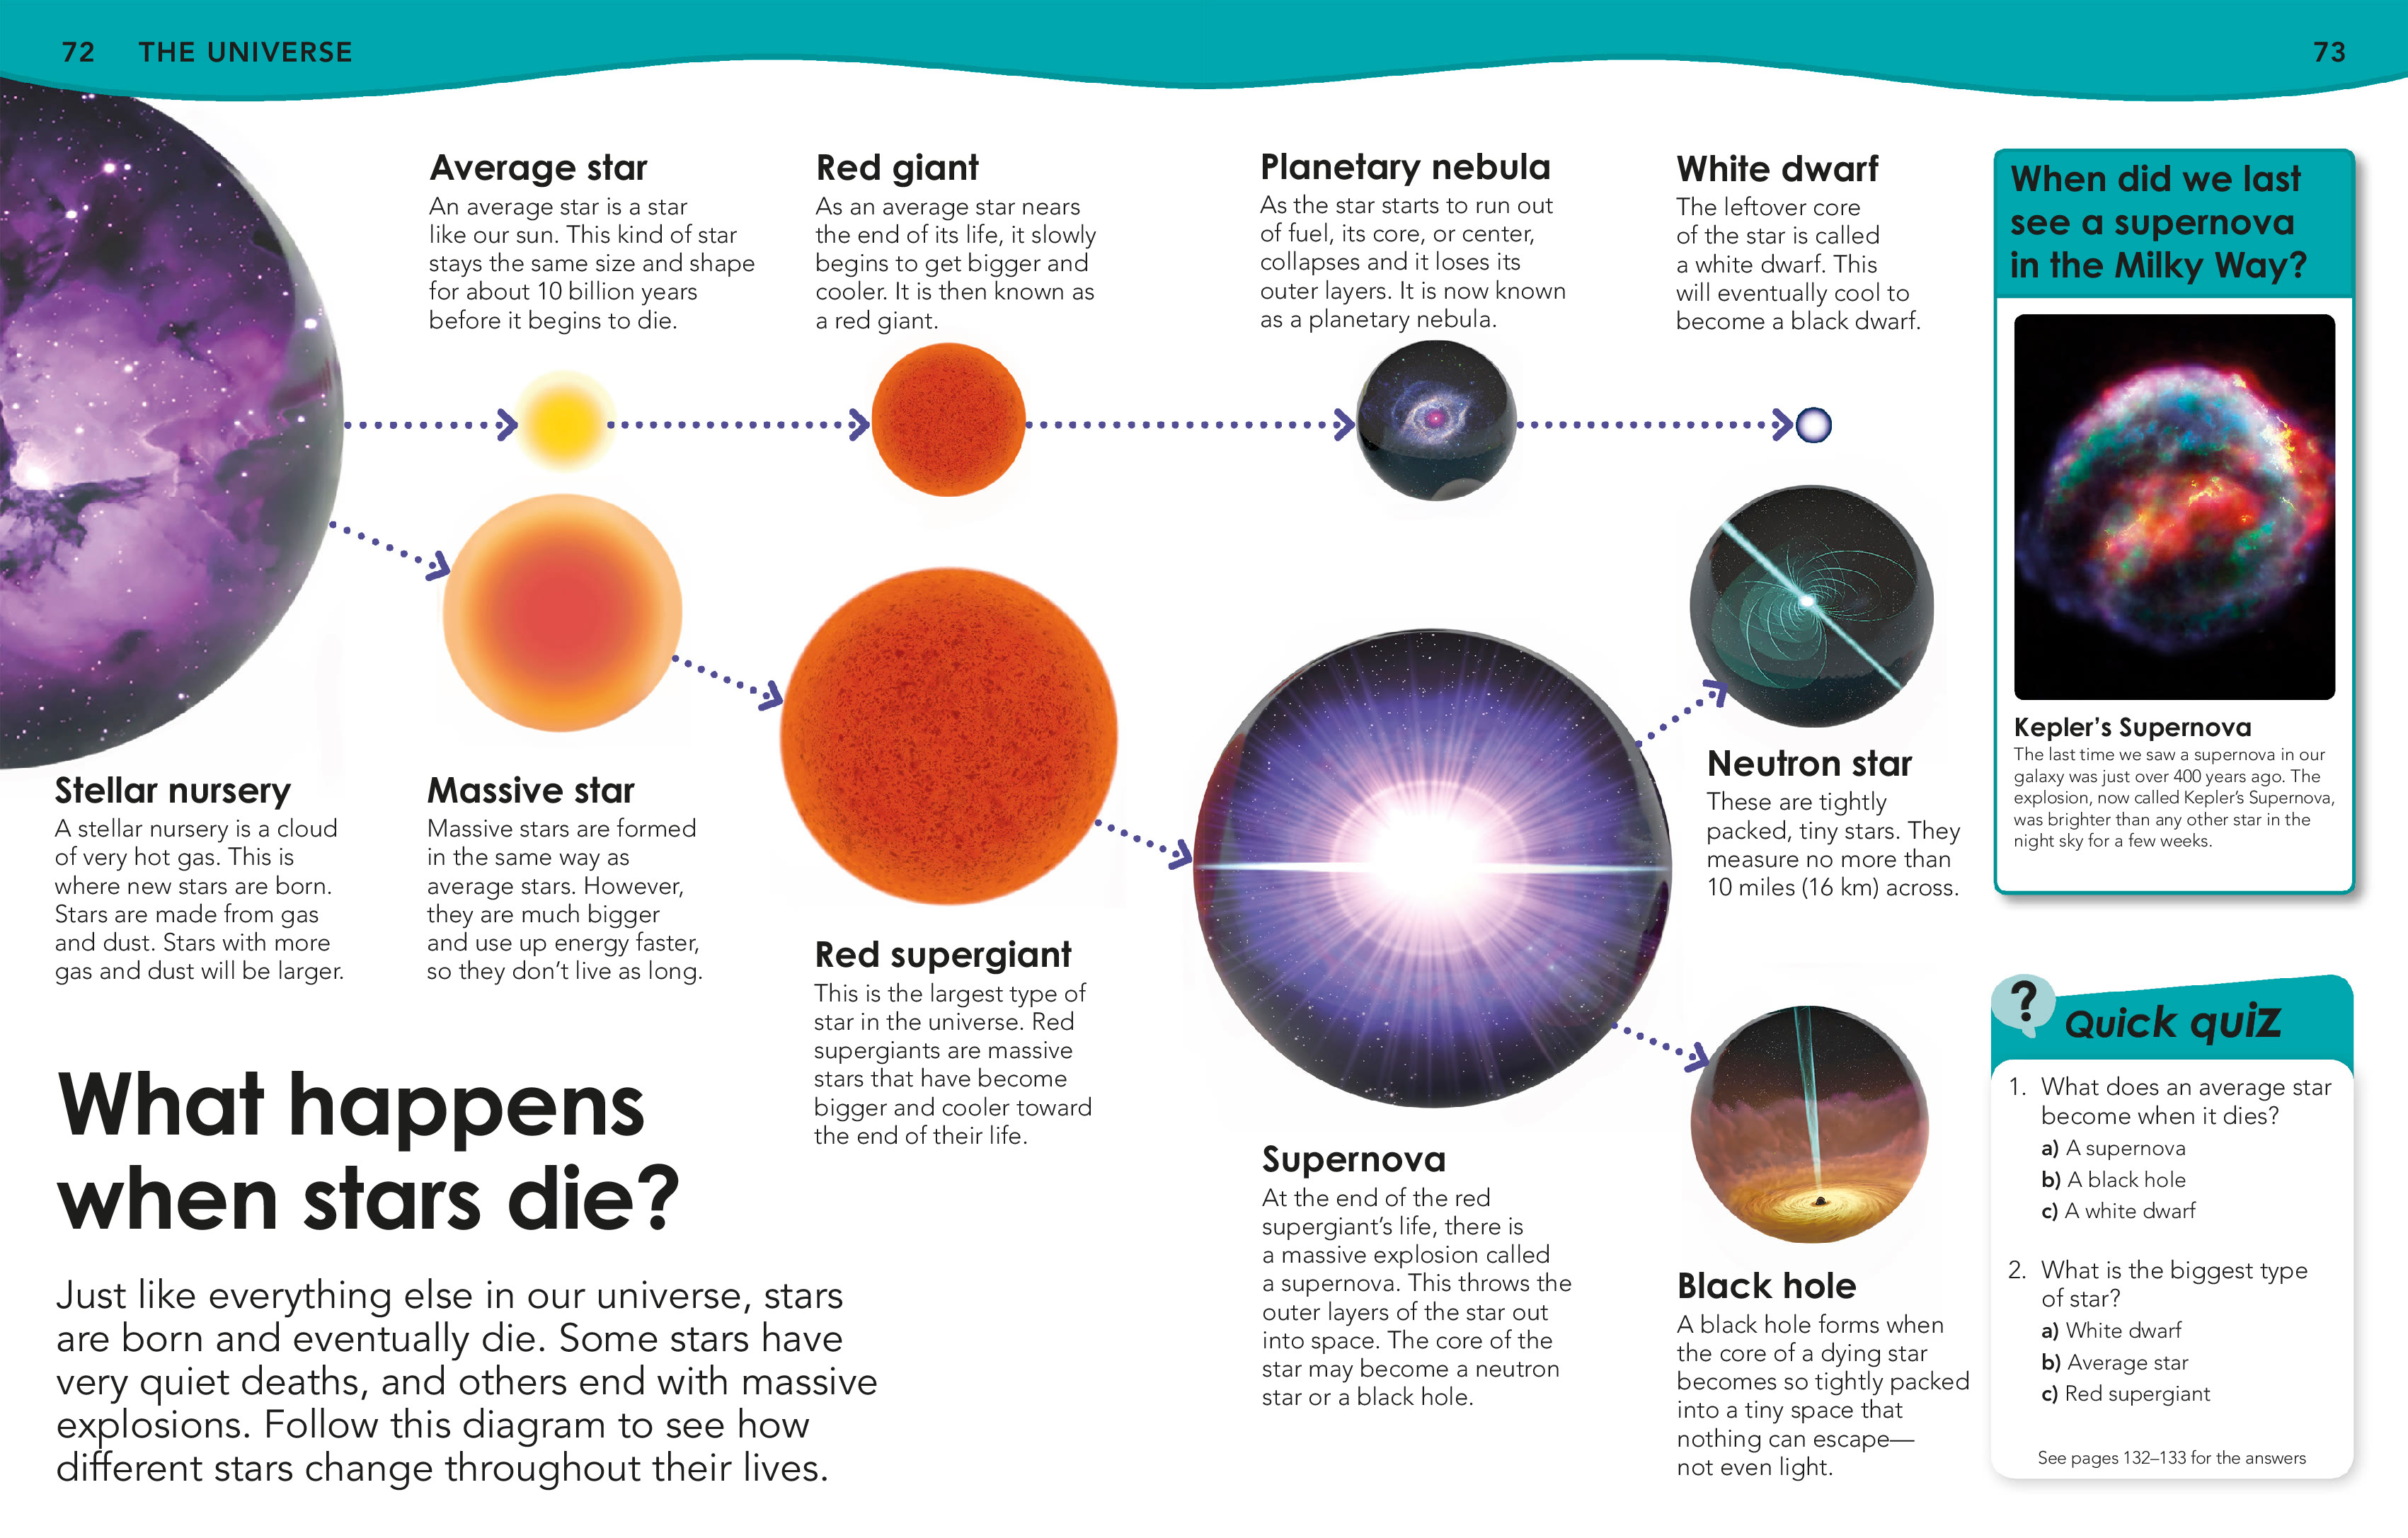 72 THE UNIVERSE
73
Average star
An average star is a star
like our sun. This kind of star
stays the same size and shape
for about 10 billion years
before it begins to die.
Red giant
As an average star nears
the end of its life, it slowly
begins to get bigger and
cooler. It is then known as
a red giant.
Planetary nebula
As the star starts to run out
of fuel, its core, or center,
collapses and it loses its
outer layers. It is now known
as a planetary nebula.
White dwarf
The leftover core
of the star is called
a white dwarf. This
will eventually cool to
become a black dwarf.
Stellar nursery
A stellar nursery is a cloud
of very hot gas. This is
where new stars are born.
Stars are made from gas
and dust. Stars with more
gas and dust will be larger.
Massive star
Massive stars are formed
in the same way as
average stars. However,
they are much bigger
and use up energy faster,
so they don’t live as long.
Red supergiant
This is the largest type of
star in the universe. Red
supergiants are massive
stars that have become
bigger and cooler toward
the end of their life.
Supernova
At the end of the red
supergiant’s life, there is
a massive explosion called
a supernova. This throws the
outer layers of the star out
into space. The core of the
star may become a neutron
star or a black hole.
Neutron star
These are tightly
packed, tiny stars. They
measure no more than
10 miles (16 km) across.
Black hole
A black hole forms when
the core of a dying star
becomes so tightly packed
into a tiny space that
nothing can escape—
not even light.
What happens
when stars die?
Just like everything else in our universe, stars
are born and eventually die. Some stars have
very quiet deaths, and others end with massive
explosions. Follow this diagram to see how
different stars change throughout their lives.
When did we last
see a supernova
in the Milky Way?
Kepler’s Supernova
The last time we saw a supernova in our
galaxy was just over 400 years ago. The
explosion, now called Kepler’s Supernova,
was brighter than any other star in the
night sky for a few weeks.
? Quick quiz
1. What does an average star
become when it dies?
a) A supernova
b) A black hole
c) A white dwarf
2. What is the biggest type
of star?
a) White dwarf
b) Average star
c) Red supergiant
See pages 132–133 for the answers